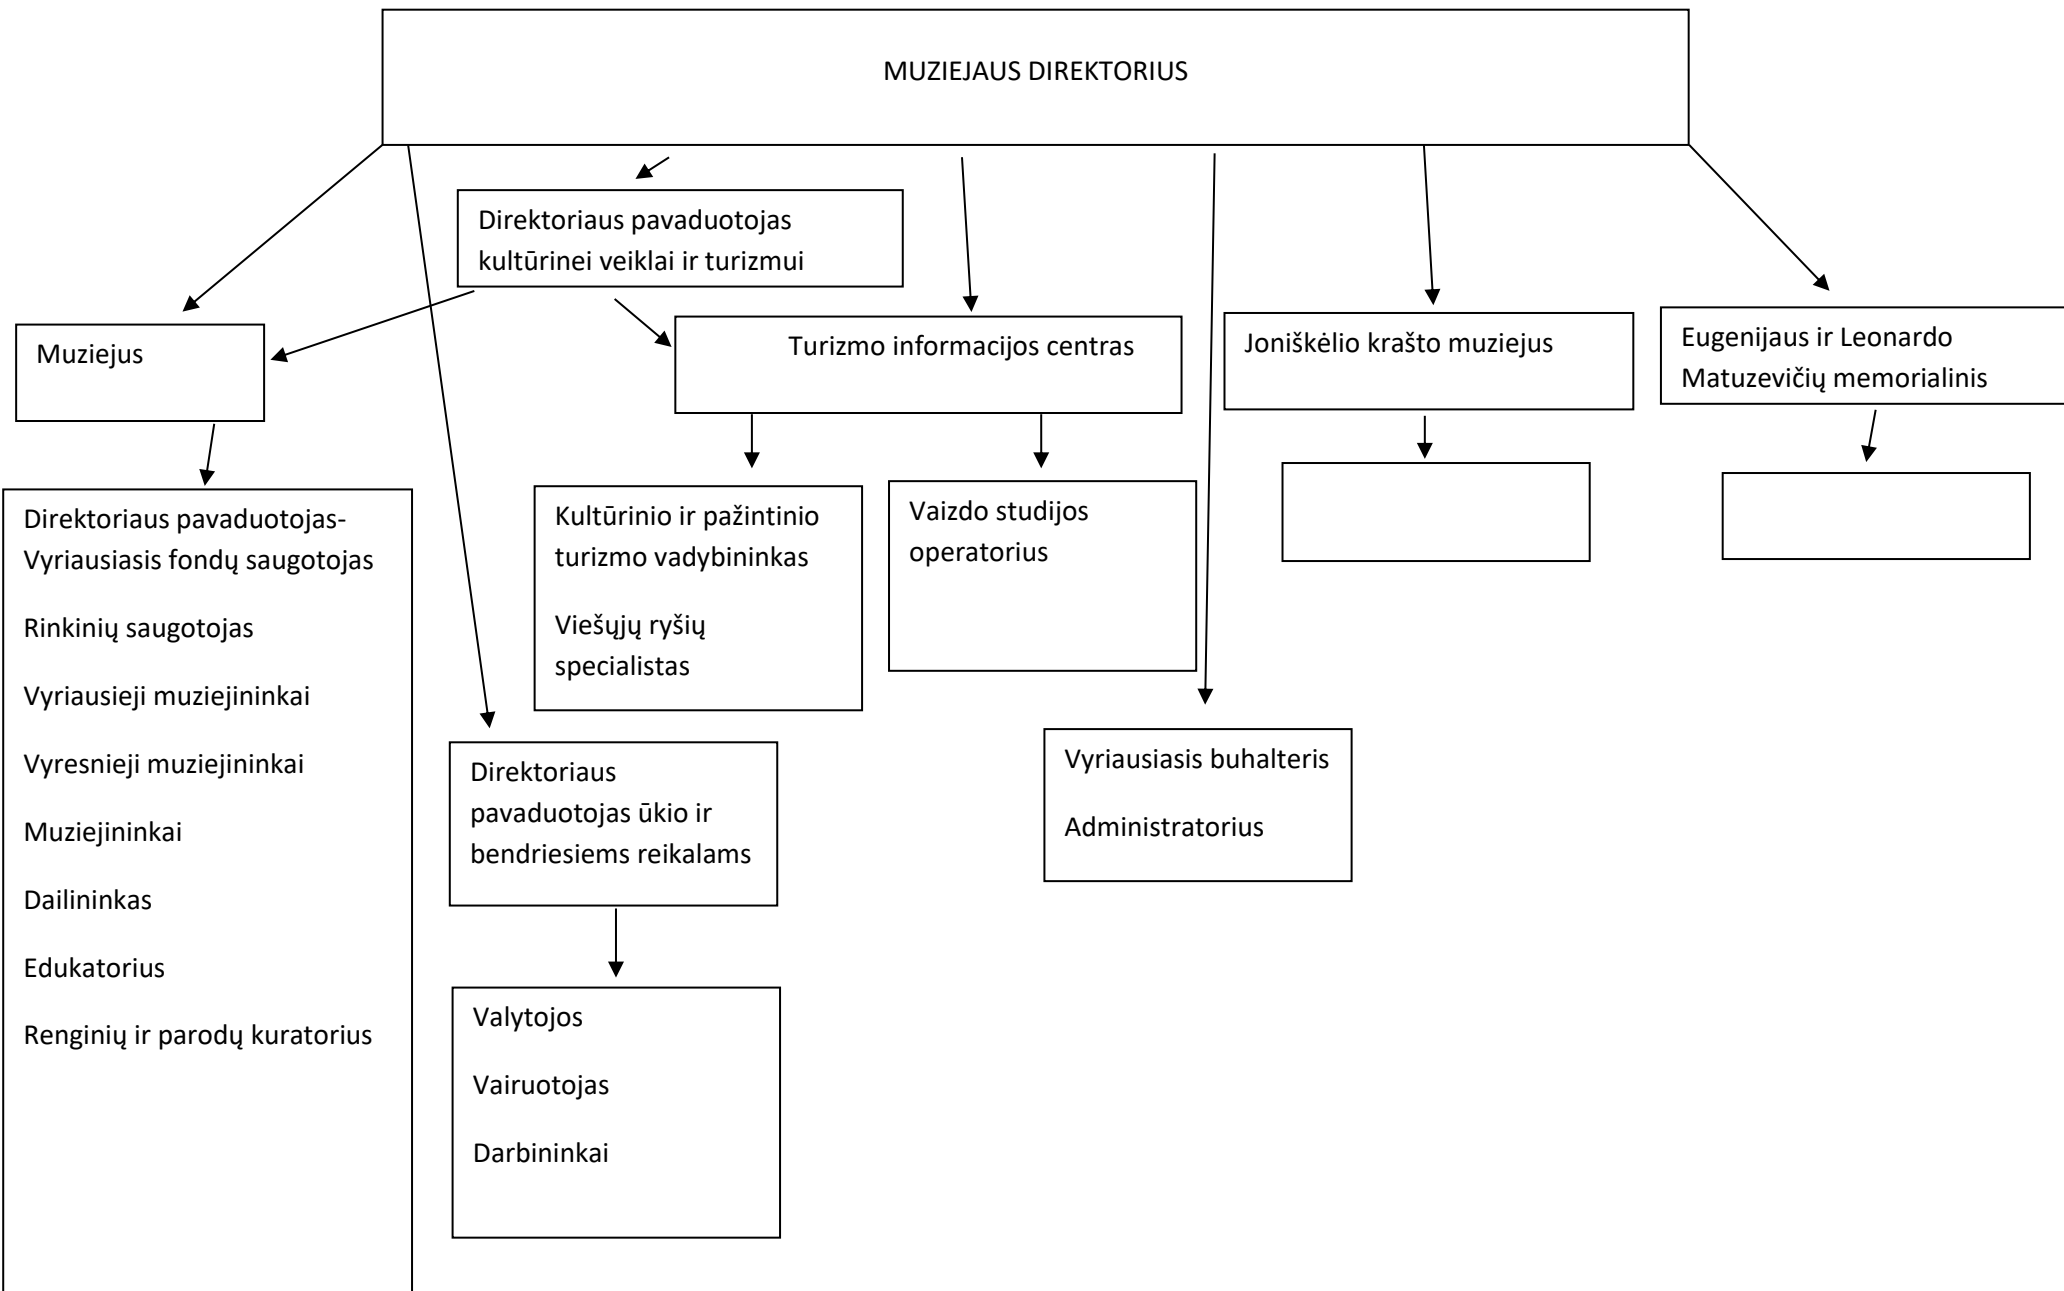 MUZIEJAUS DIREKTORIUS
Direktoriaus pavaduotojas
kultūrinei veiklai ir turizmui
Muziejus
Turizmo informacijos centras
Joniškėlio krašto muziejus
Eugenijaus ir Leonardo
Matuzevičių memorialinis
Direktoriaus pavaduotojas-
Vyriausiasis fondų saugotojas
Rinkinių saugotojas
Vyriausieji muziejininkai
Vyresnieji muziejininkai
Muziejininkai
Dailininkas
Edukatorius
Renginių ir parodų kuratorius
Kultūrinio ir pažintinio
turizmo vadybininkas
Viešųjų ryšių
specialistas
Vaizdo studijos
operatorius
Direktoriaus
pavaduotojas ūkio ir
bendriesiems reikalams
Vyriausiasis buhalteris
Administratorius
Valytojos
Vairuotojas
Darbininkai